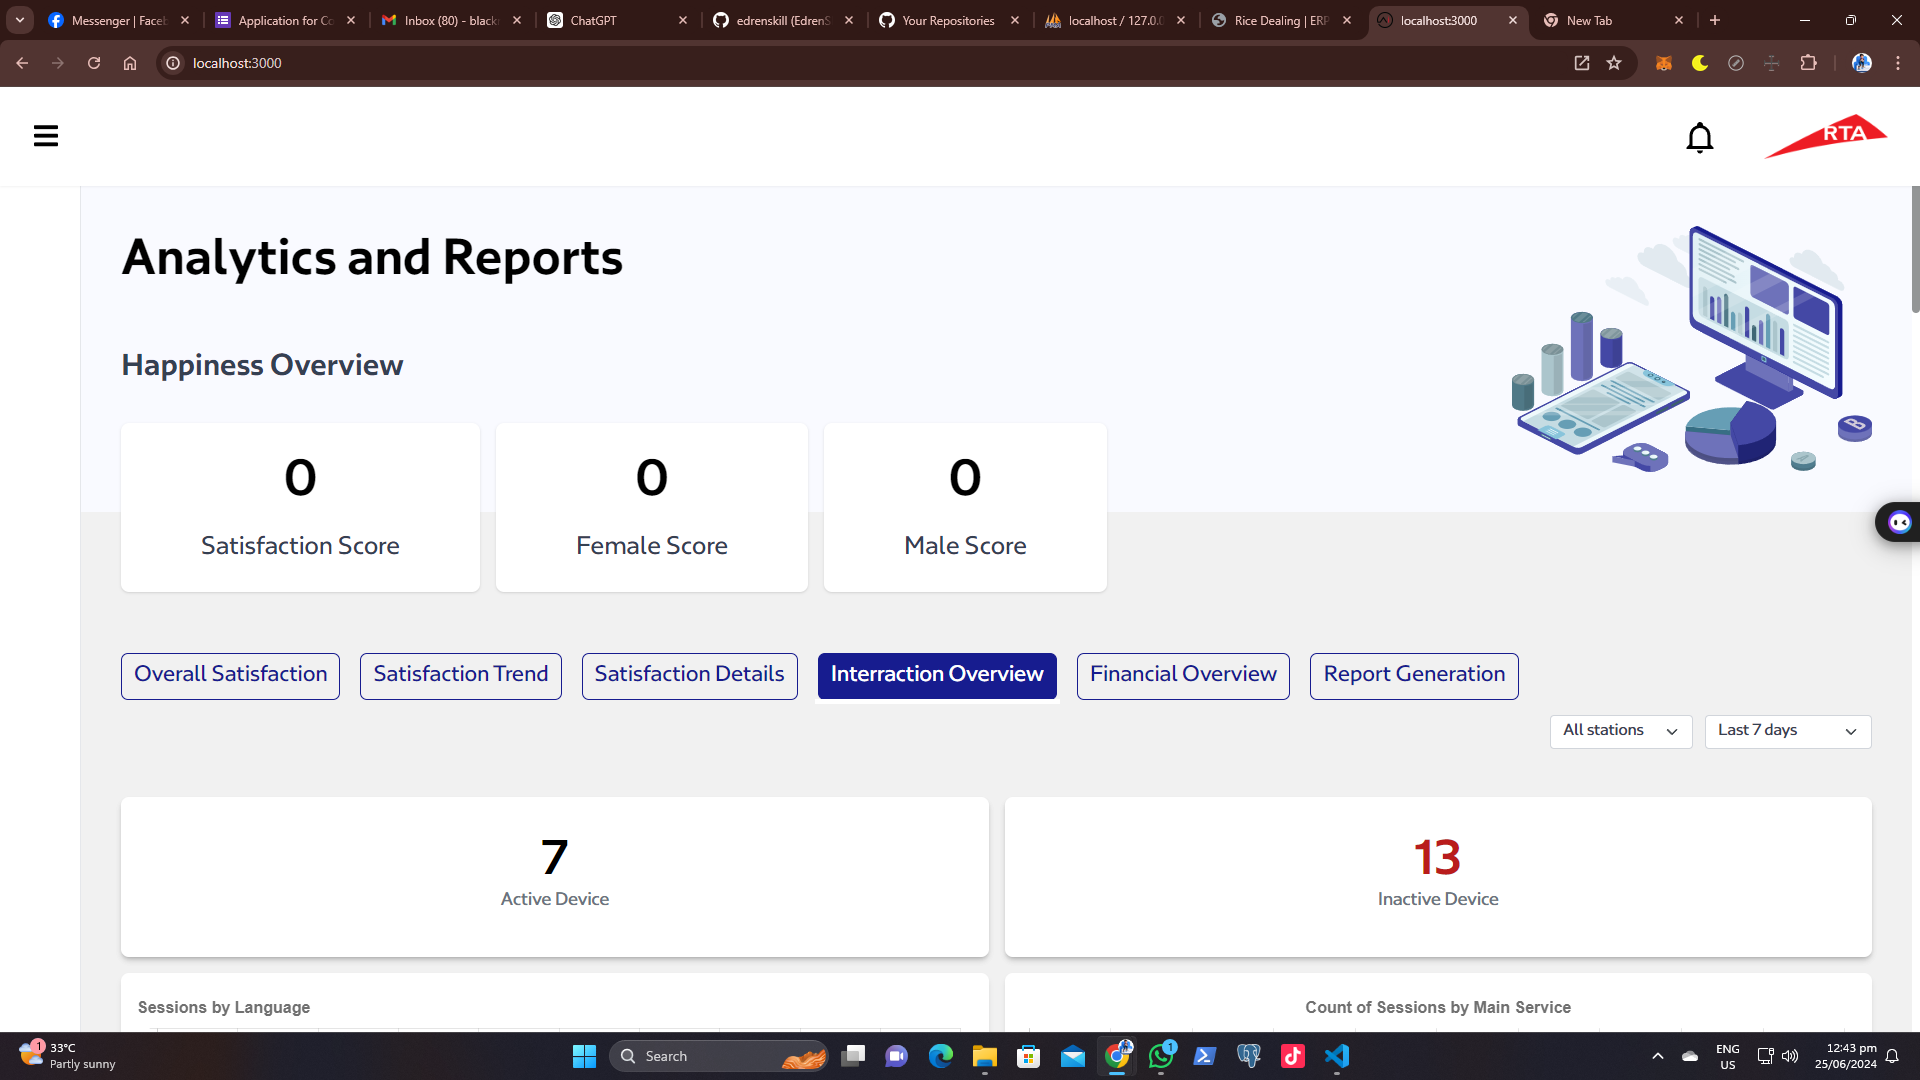 Messenger | Faceb
Application for Co
Inbox (80) - black
ChatGPT
edrenskill (EdrenS
Your Repositories
localhost / 127.0.0
Rice Dealing | ERP
localhost:3000
New Tab
localhost:3000
RTA
Analytics and Reports
Happiness Overview
0
Satisfaction Score
0
Female Score
0
Male Score
Overall Satisfaction
Satisfaction Trend
Satisfaction Details
Interraction Overview
Financial Overview
Report Generation
All stations
Last 7 days
7
Active Device
13
Inactive Device
Sessions by Language
Count of Sessions by Main Service
1
33°C
Partly sunny
Search
1
ENG
US
12:43 pm
25/06/2024